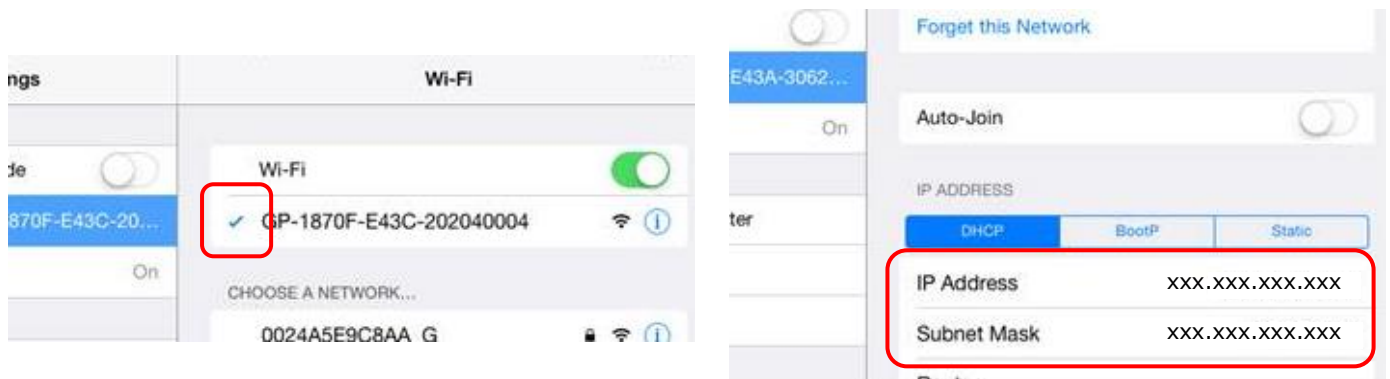 ngs
Wi-Fi
de
Wi-Fi
870F-E43C-20...
GP-1870F-E43C-202040004
On
CHOOSE A NETWORK...
0024A5E9C8AA G
Forget this Network
E43A-3062...
On
Auto-Join
IP ADDRESS
ter
DHCP BootP Static
IP Address xxx.xxx.xxx.xxx
Subnet Mask xxx.xxx.xxx.xxx